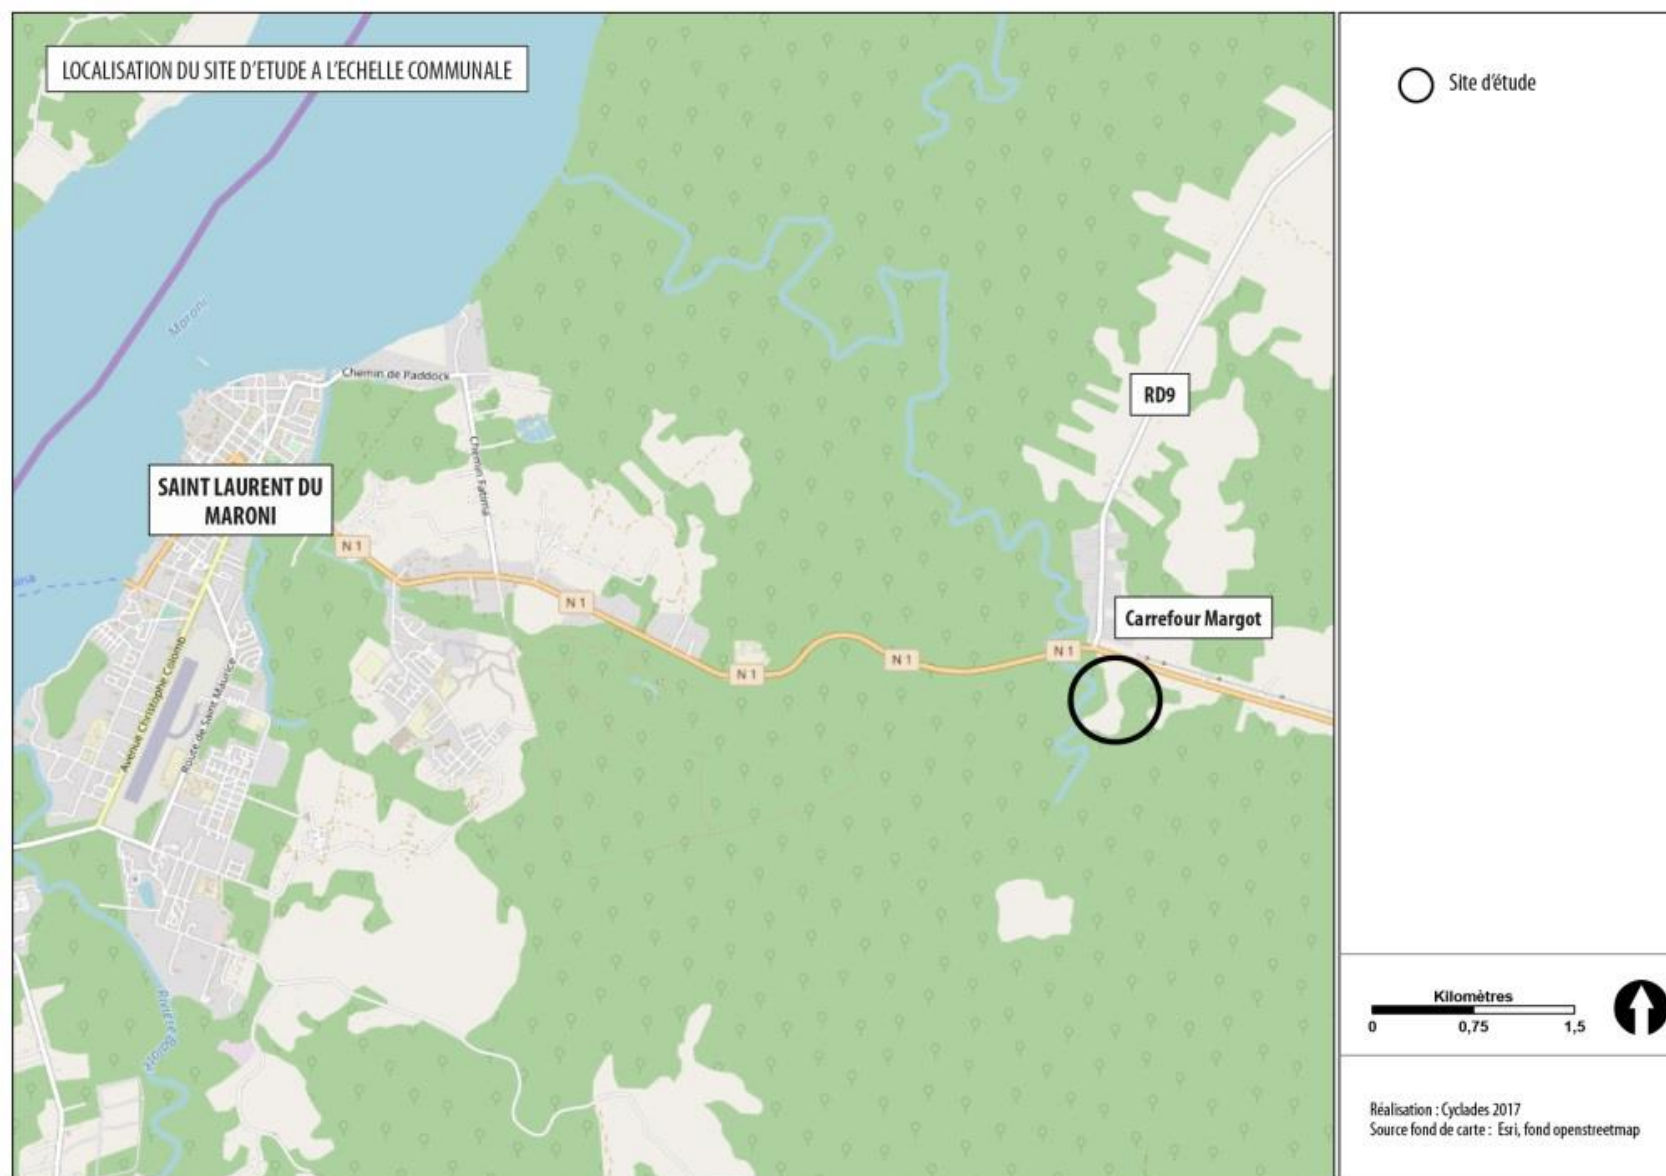 LOCALISATION DU SITE D'ETUDE A L'ECHELLE COMMUNALE
Site d'étude
Maroni
Chemin de Paddock
RD9
Chemin Fatima
SAINT LAURENT DU
MARONI
N 1
N 1
Carrefour Margot
N 1
N 1
N 1
Avenue Christophe Colomb
Route de Saint Maurice
Kilomètres
0 0,75 1,5
Réalisation : Cyclades 2017
Source fond de carte : Esri, fond openstreetmap